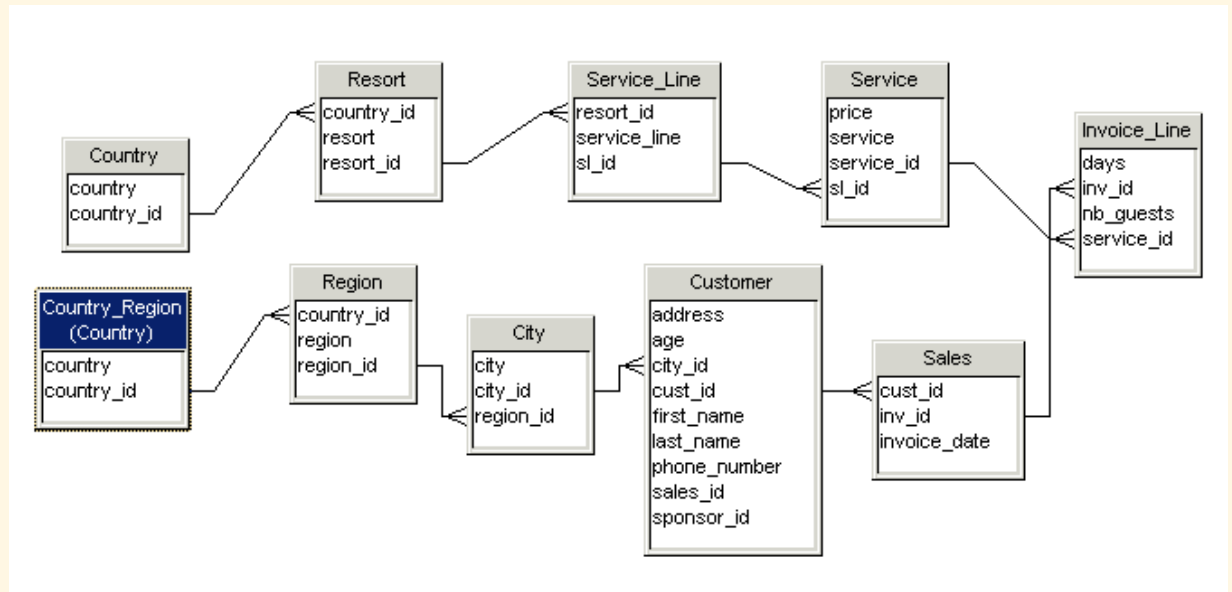 Resort
country_id
resort
resort_id
Service_Line
resort_id
service_line
sl_id
Service
price
service
service_id
sl_id
Invoice_Line
days
inv_id
nb_guests
service_id
Country
country
country_id
Country_Region
(Country)
country
country_id
Region
country_id
region
region_id
City
city
city_id
region_id
Customer
address
age
city_id
cust_id
first_name
last_name
phone_number
sales_id
sponsor_id
Sales
cust_id
inv_id
invoice_date